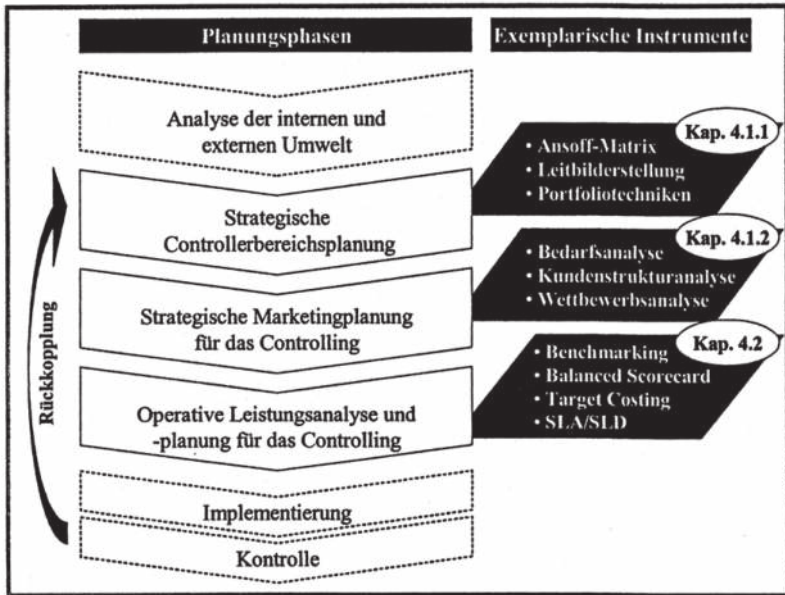 Planungsphasen
Exemplarische Instrumente
Analyse der internen und
externen Umwelt
Kap. 4.1.1
• Ansoff-Matrix
• Leitbilderstellung
• Portfoliotechniken
Strategische
Controllerbereichsplanung
Kap. 4.1.2
• Bedarfsanalyse
• Kundenstrukturanalyse
• Wettbewerbsanalyse
Strategische Marketingplanung
für das Controlling
Kap. 4.2
• Benchmarking
• Balanced Scorecard
• Target Costing
• SLA/SLD
Operative Leistungsanalyse und
-planung für das Controlling
Implementierung
Kontrolle
Rückkopplung